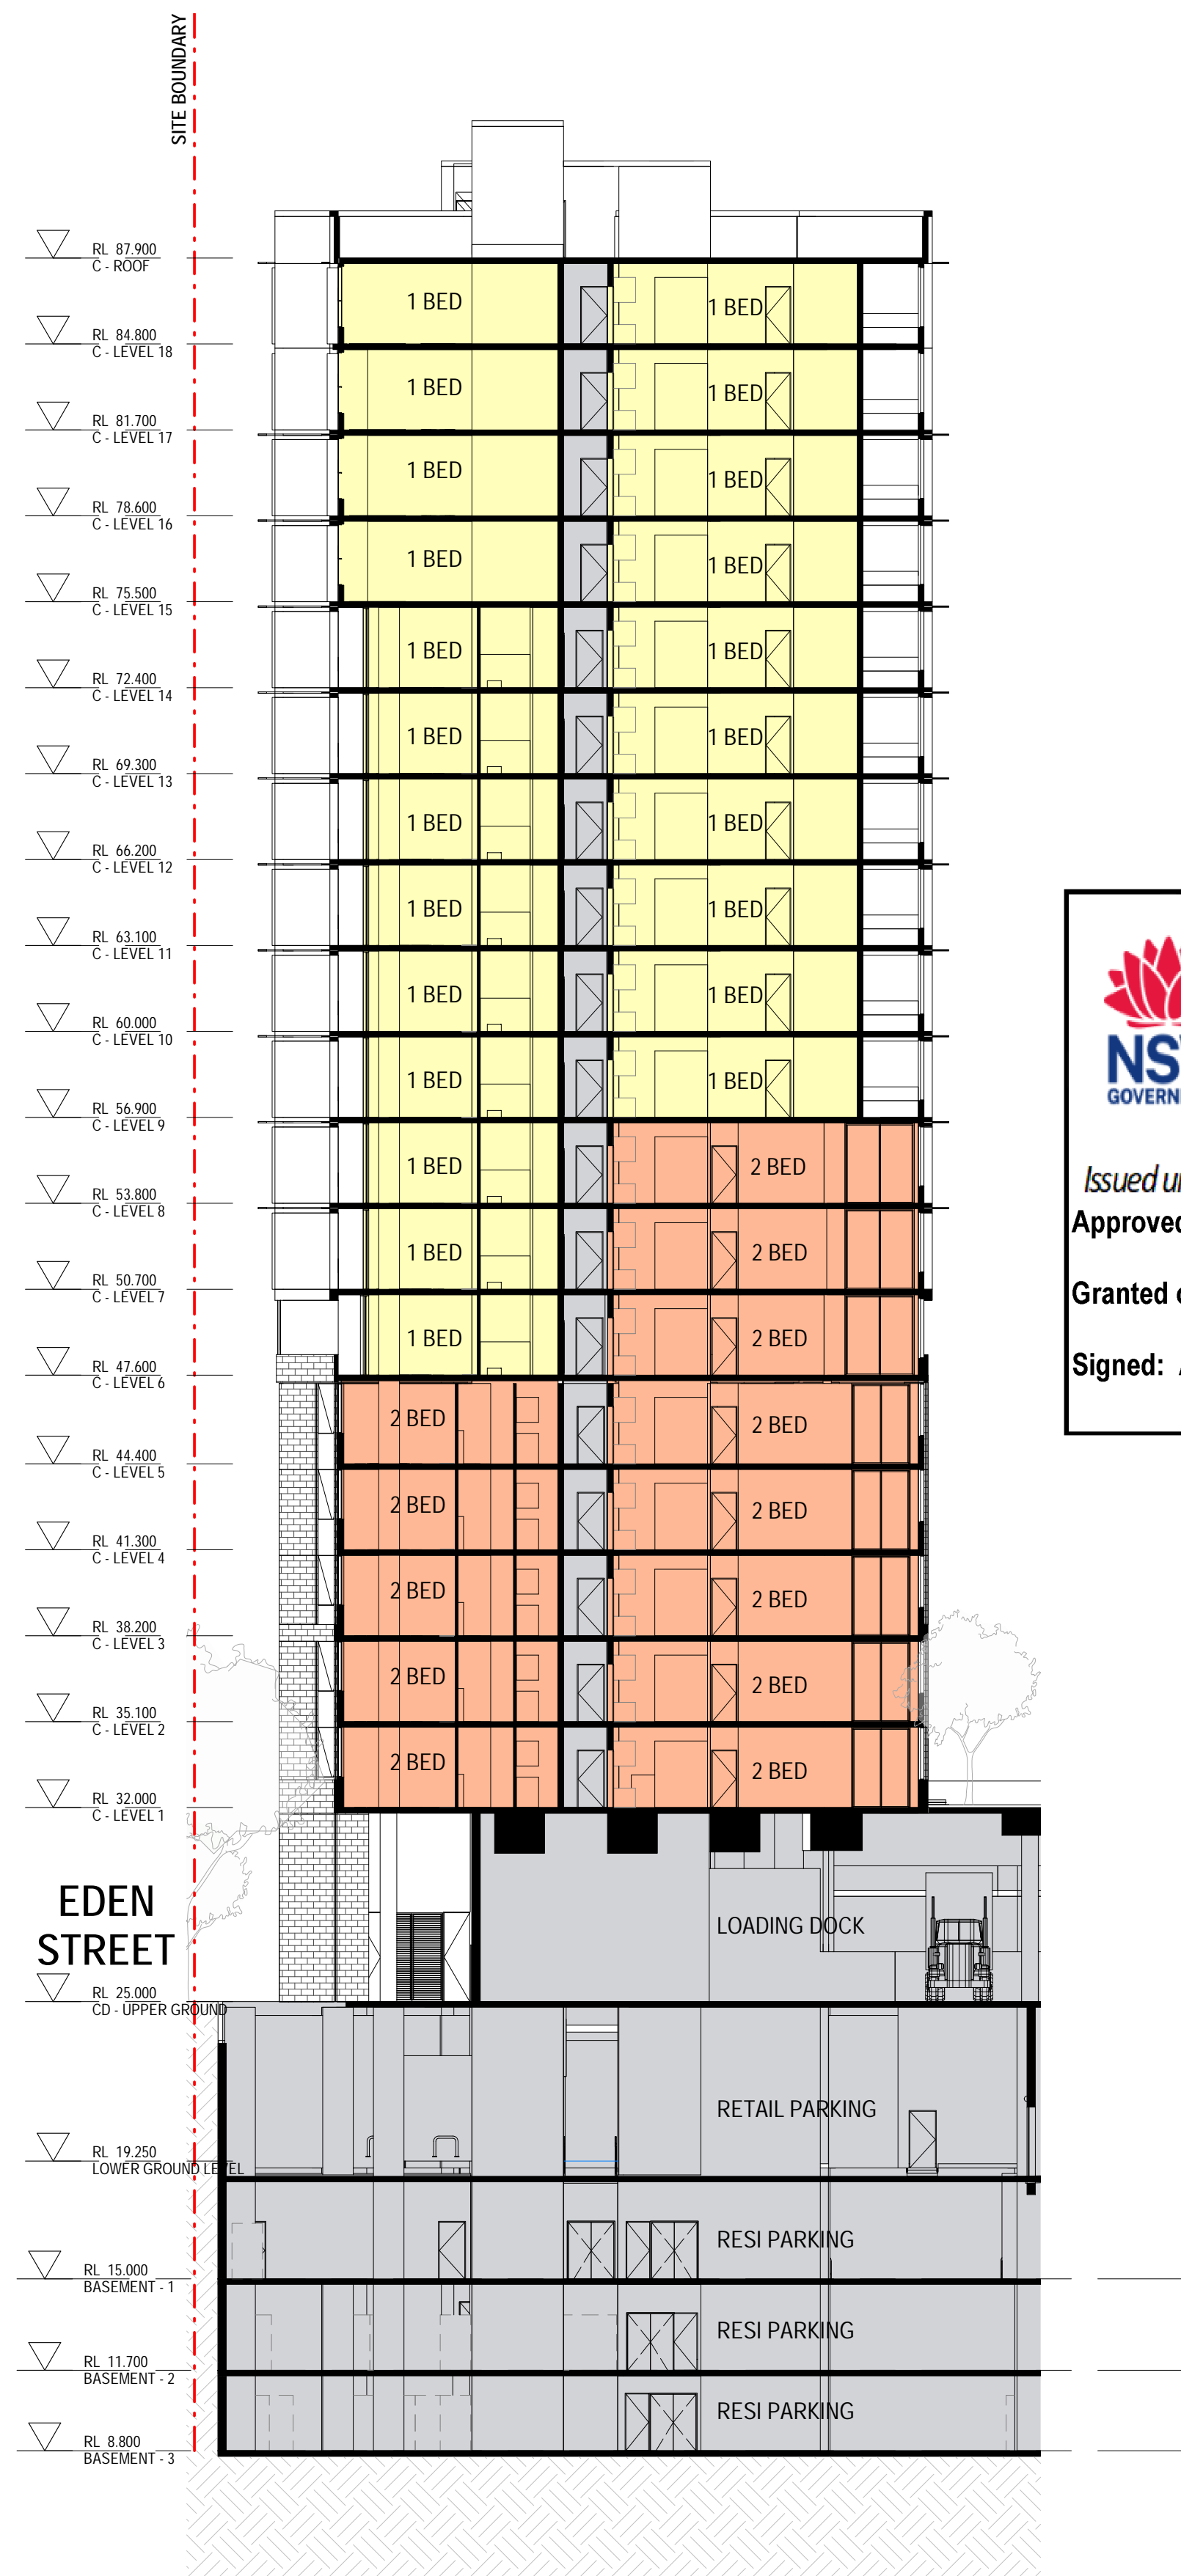 SITE BOUNDARY
RL 87.900
C - ROOF
1 BED
1 BED
RL 84.800
C - LEVEL 18
1 BED
1 BED
RL 81.700
C - LEVEL 17
1 BED
1 BED
RL 78.600
C - LEVEL 16
1 BED
1 BED
RL 75.500
C - LEVEL 15
1 BED
1 BED
RL 72.400
C - LEVEL 14
1 BED
1 BED
RL 69.300
C - LEVEL 13
1 BED
1 BED
RL 66.200
C - LEVEL 12
1 BED
1 BED
RL 63.100
C - LEVEL 11
1 BED
1 BED
RL 60.000
C - LEVEL 10
1 BED
1 BED
RL 56.900
C - LEVEL 9
1 BED
2 BED
RL 53.800
C - LEVEL 8
1 BED
2 BED
RL 50.700
C - LEVEL 7
1 BED
2 BED
RL 47.600
C - LEVEL 6
2 BED
2 BED
RL 44.400
C - LEVEL 5
2 BED
2 BED
RL 41.300
C - LEVEL 4
2 BED
2 BED
RL 38.200
C - LEVEL 3
2 BED
2 BED
RL 35.100
C - LEVEL 2
2 BED
2 BED
RL 32.000
C - LEVEL 1
EDEN
STREET
LOADING DOCK
RL 25.000
CD - UPPER GROUND
RETAIL PARKING
RL 19.250
LOWER GROUND LEVEL
RESI PARKING
RL 15.000
BASEMENT - 1
RESI PARKING
RL 11.700
BASEMENT - 2
RESI PARKING
RL 8.800
BASEMENT - 3
NS
GOVERN
Issued
Approved
Granted
Signed: